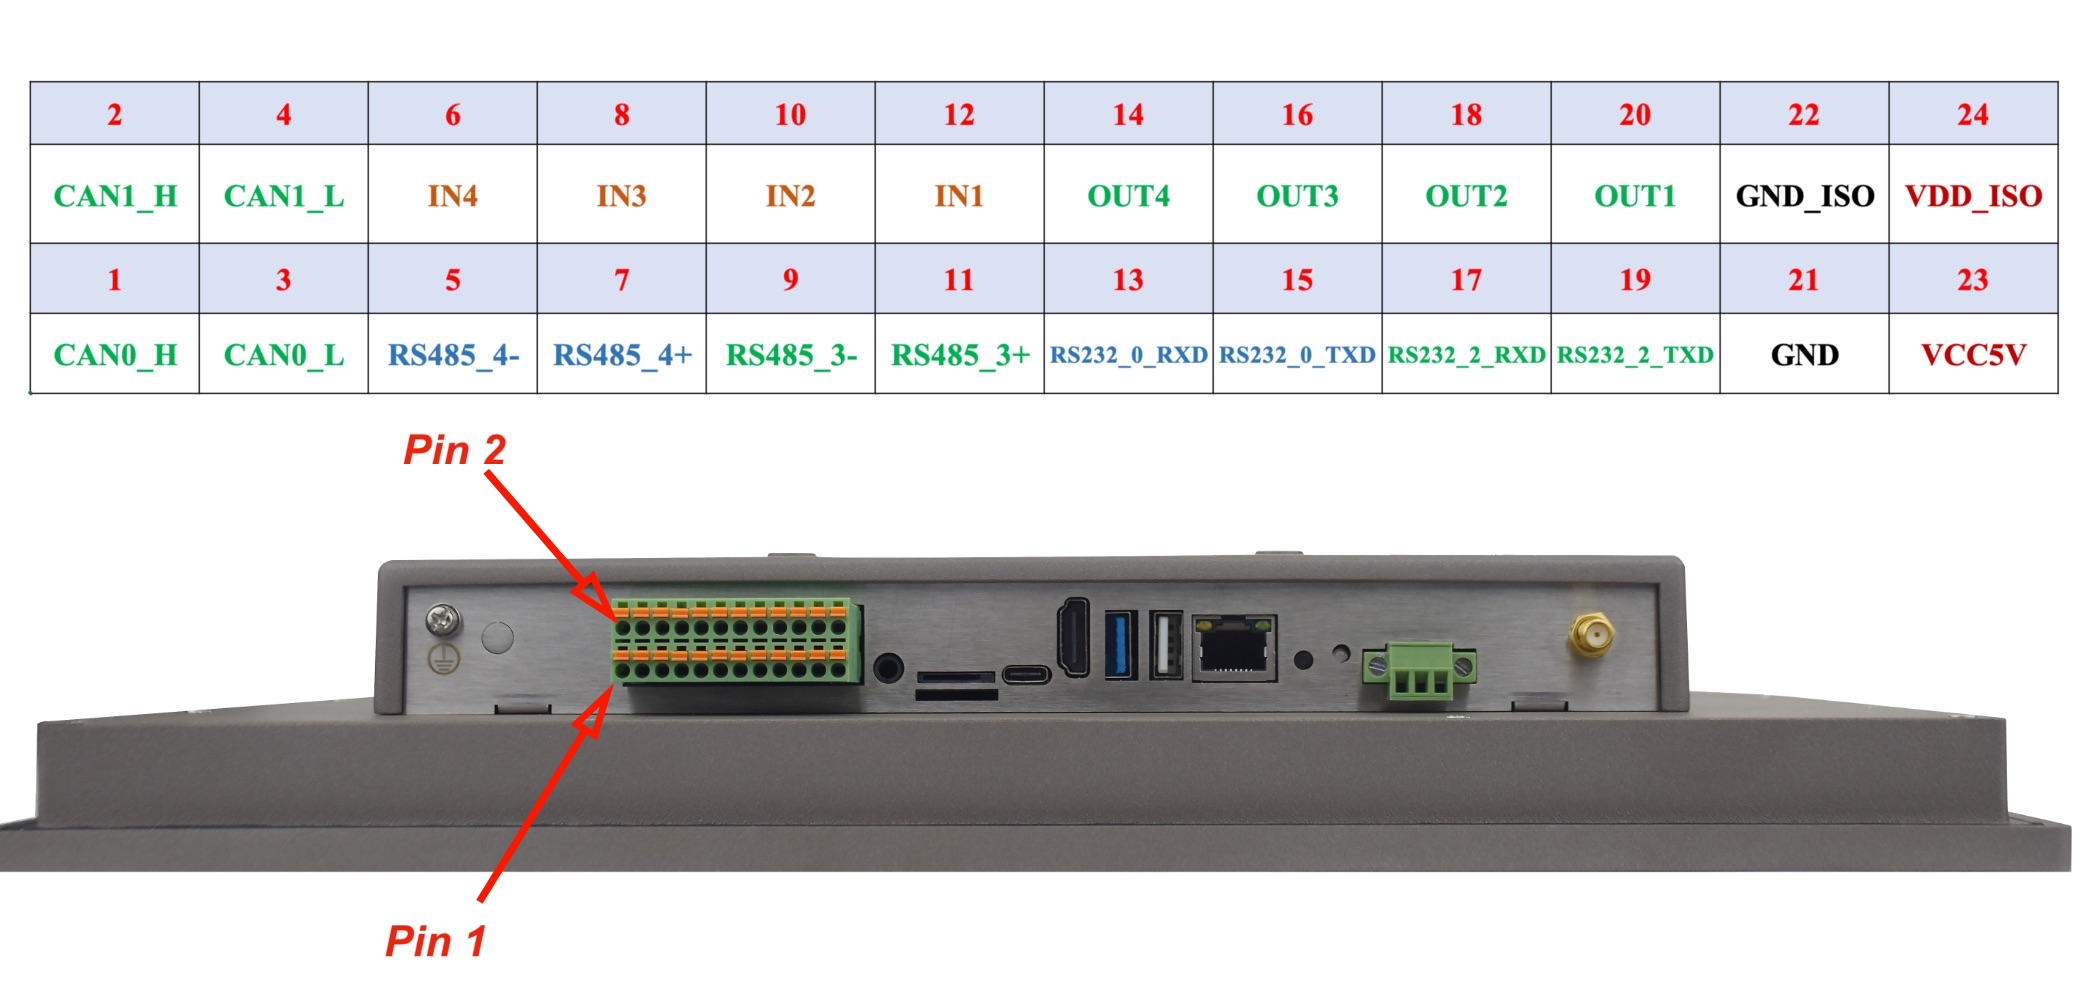 2 4 6 8 10 12 14 16 18 20 22 24
CAN1_H CAN1_L IN4 IN3 IN2 IN1 OUT4 OUT3 OUT2 OUT1 GND_ISO VDD_ISO
1 3 5 7 9 11 13 15 17 19 21 23
CAN0_H CAN0_L RS485_4- RS485_4+ RS485_3- RS485_3+ RS232_0_RXD RS232_0_TXD RS232_2_RXD RS232_2_TXD GND VCC5V
Pin 2
Pin 1